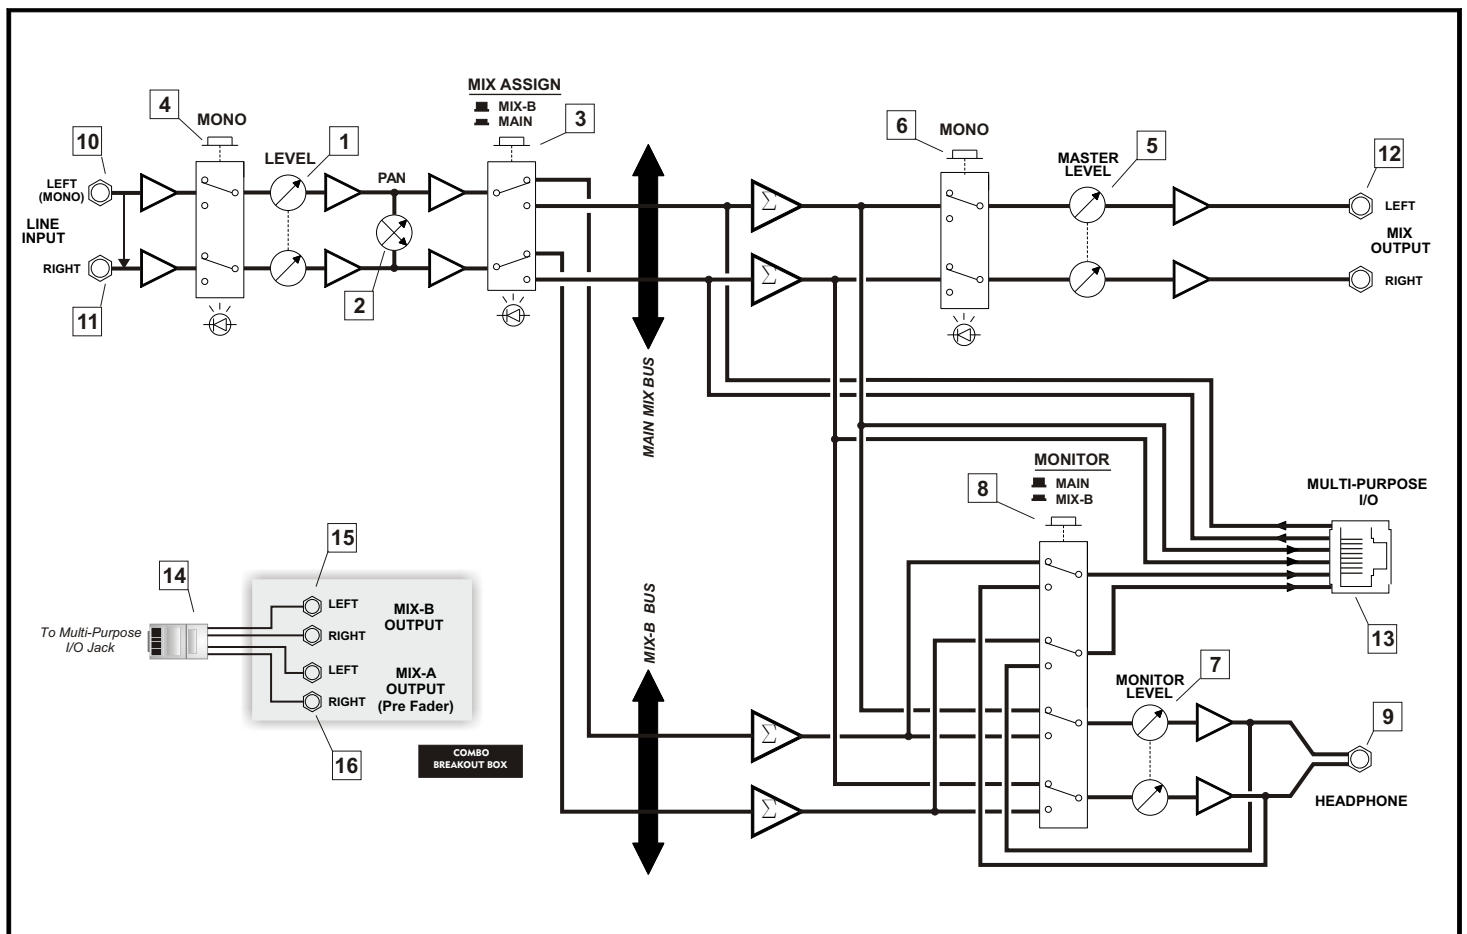 MIX ASSIGN
MIX-B
MAIN
3
4
MONO
10
1
LEVEL
PAN
LEFT
(MONO)
LINE
INPUT
RIGHT
11
2
6
MONO
MASTER
LEVEL
5
12
LEFT
MIX
OUTPUT
RIGHT
Σ
Σ
MAIN MIX BUS
MONITOR
MAIN
MIX-B
8
MULTI-PURPOSE
I/O
13
15
14
To Multi-Purpose
I/O Jack
LEFT
RIGHT
MIX-B
OUTPUT
LEFT
RIGHT
MIX-A
OUTPUT
(Pre Fader)
16
COMBO
BREAKOUT BOX
MIX-B BUS
Σ
Σ
MONITOR
LEVEL
7
9
HEADPHONE